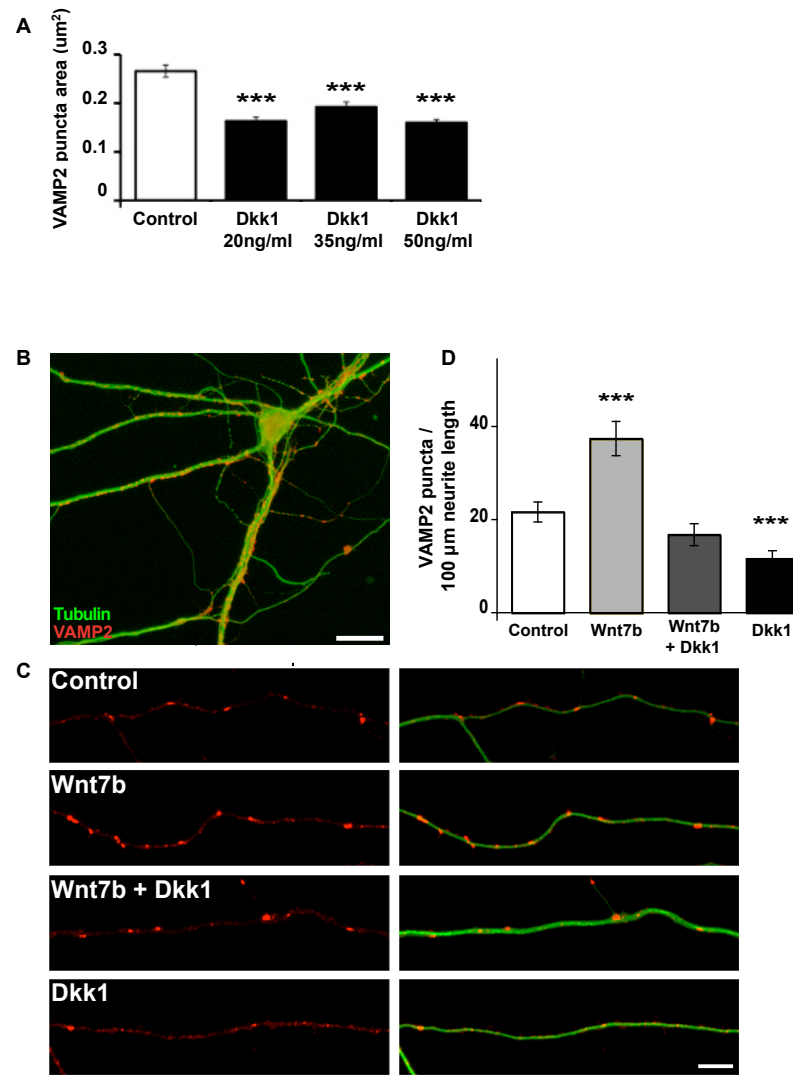 A
VAMP2 puncta area (um²)
0.3
0.2
0.1
0
***
***
***
Control
Dkk1
20ng/ml
Dkk1
35ng/ml
Dkk1
50ng/ml
B
Tubulin
VAMP2
D
VAMP2 puncta /
100 µm neurite length
40
20
0
***
***
Control
Wnt7b
Wnt7b
+ Dkk1
Dkk1
C
Control
Wnt7b
Wnt7b + Dkk1
Dkk1